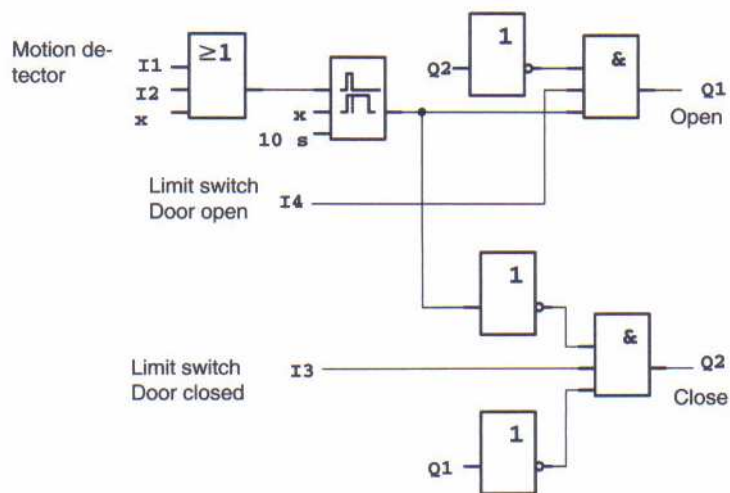 Motion de-
tector
I1
I2
x
≥1
x
10 s
Q2
1
&
Q1
Open
Limit switch
Door open
I4
1
Limit switch
Door closed
I3
&
Q2
Close
1
Q1